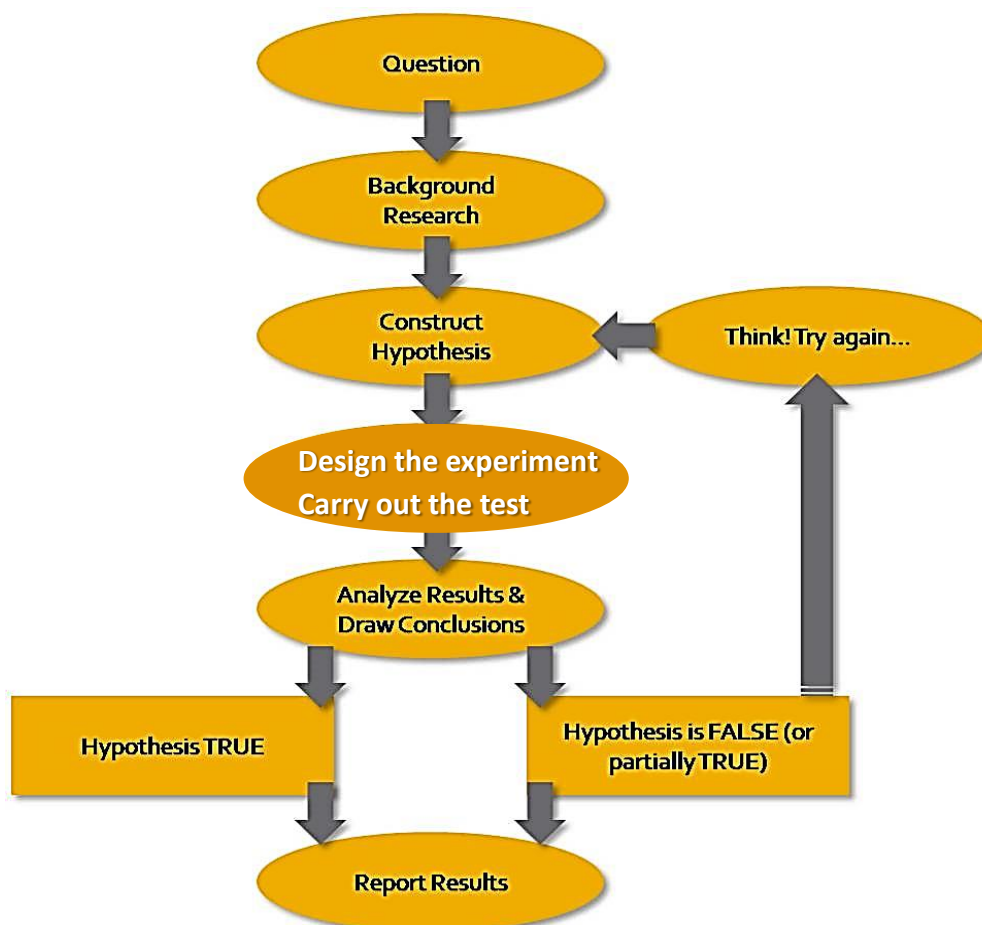 Question
Background
Research
Construct
Hypothesis
Think! Try again...
Design the experiment
Carry out the test
Analyze Results &
Draw Conclusions
Hypothesis TRUE
Hypothesis is FALSE (or
partially TRUE)
Report Results